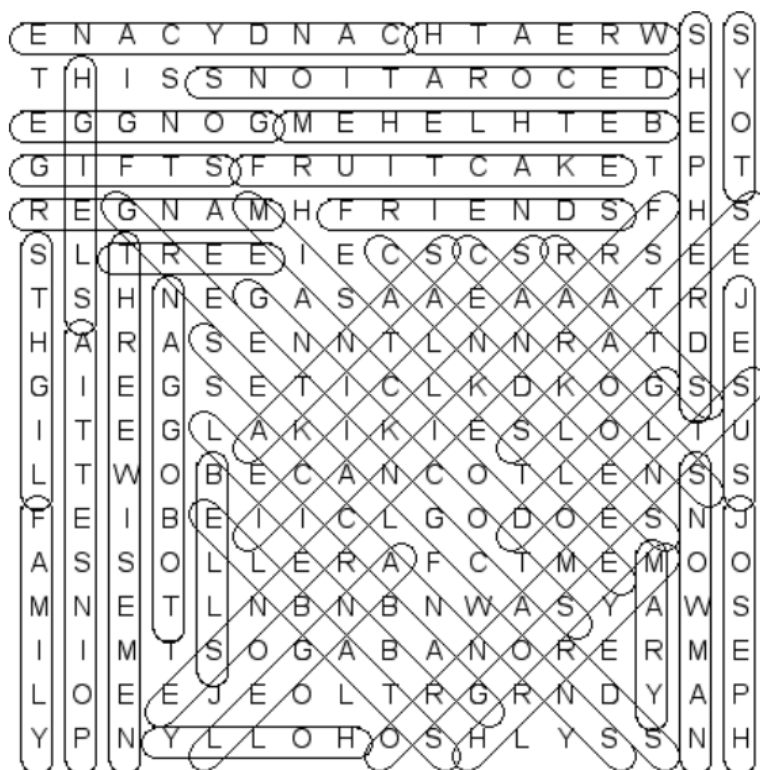 E N A C Y D N A C H T A E R W S S
T H I S S N O I T A R O C E D H Y
E G G N O G M E H E L H T E B E O
G I F T S F R U I T C A K E T P T
R E G N A M H F R I E N D S F H S
S L T R E E I E C S C S R R S E E
T S H N E G A S A A E A A A T R J
H A R A S E N N T L N N R A T D E
G I E G S E T I C L K D K O G S S
I T E G L A K I K I E S L O L T U
L T W O B E C A N C O T L E N S S
F E I B E I I C L G O D O E S N J
A S S O L L E R A F C T M E M O O
M N E T L N B N B N W A S Y A W S
I I M T S O G A B A N O R E R M E
L O E E J E O L T R G R N D Y A P
Y P N Y L L O H O S H L Y S S N H